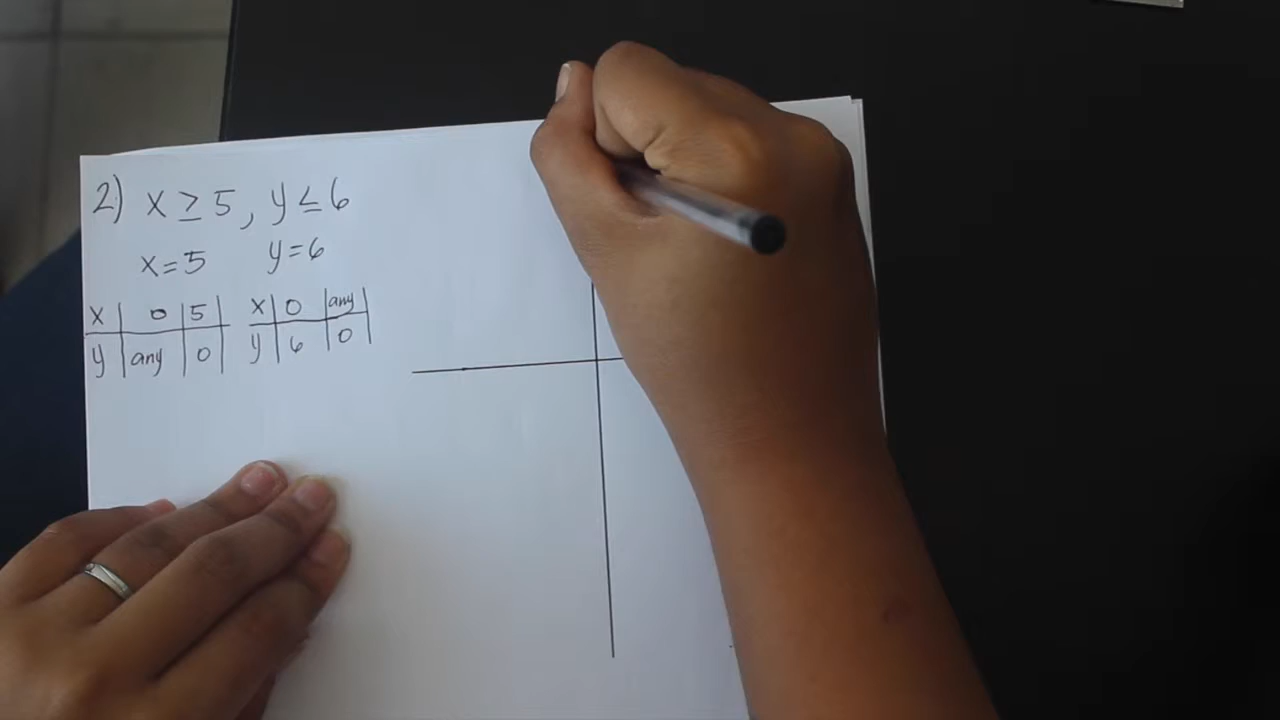 2) x ≥ 5, y ≤ 6
x=5 y=6
x | 0 | 5 | x | 0 | any |
y | any | 0 | y | 6 | 0 |